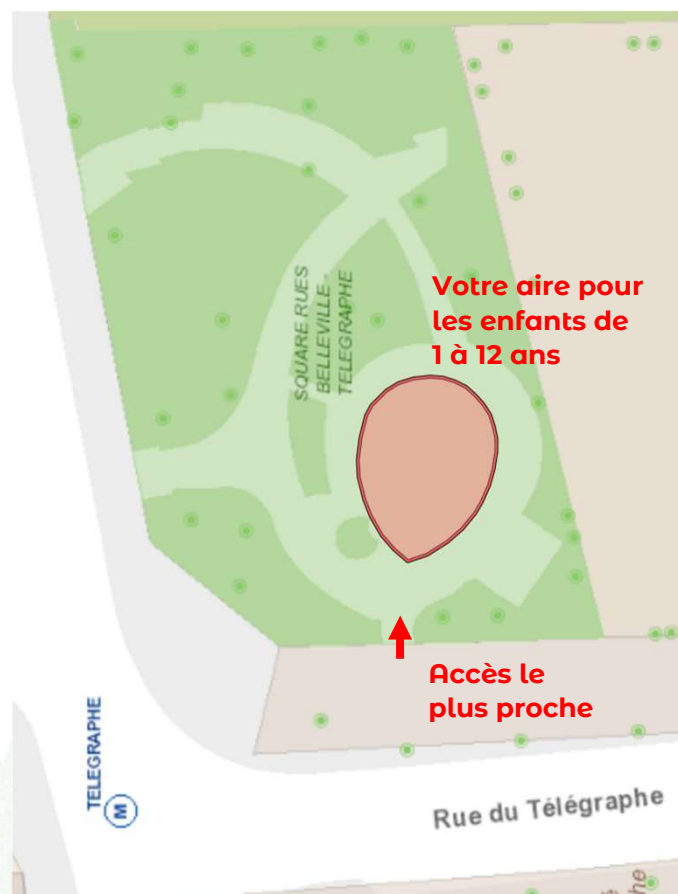 SQUARE RUES
BELLEVILLE -
TELEGRAPHE
Votre aire pour
les enfants de
1 à 12 ans
Accès le
plus proche
TELEGRAPHE
M
Rue du Télégraphe
he